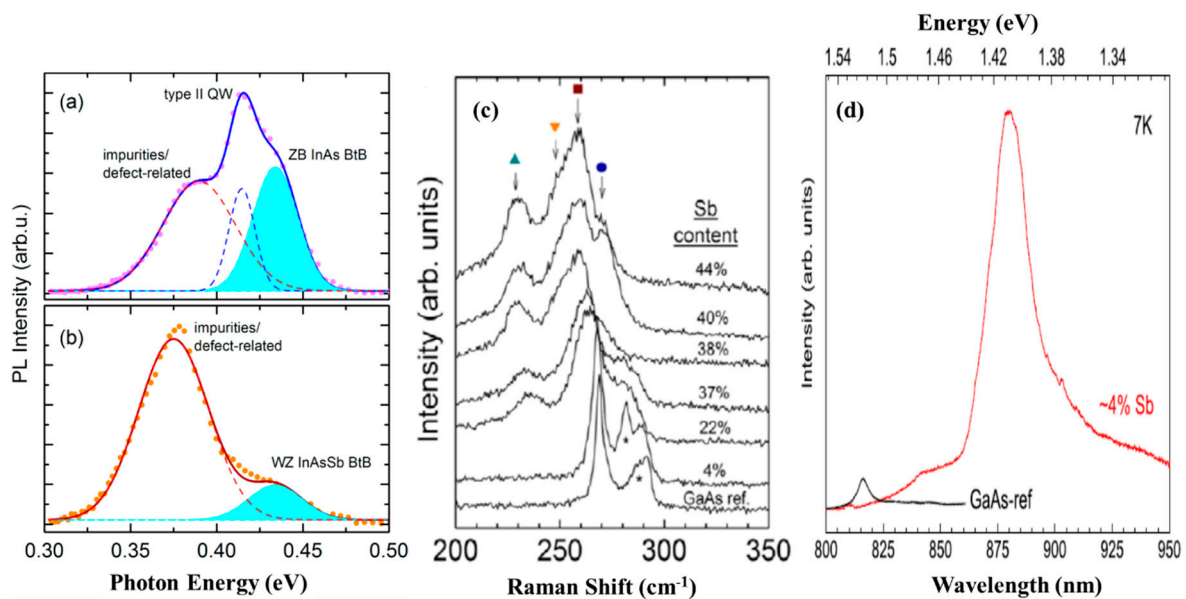 (a)
type II QW
impurities/
defect-related
ZB InAs BtB
(b)
impurities/
defect-related
WZ InAsSb BtB
PL Intensity (arb.u.)
0.30 0.35 0.40 0.45 0.50
Photon Energy (eV)
(c)
Sb
content
44%
40%
38%
37%
22%
4%
GaAs ref.
*
*
Intensity (arb. units)
200 250 300 350
Raman Shift (cm-1)
Energy (eV)
1.54 1.5 1.46 1.42 1.38 1.34
(d)
7K
~4% Sb
GaAs-ref
Intensity (arb. units)
800 825 850 875 900 925 950
Wavelength (nm)